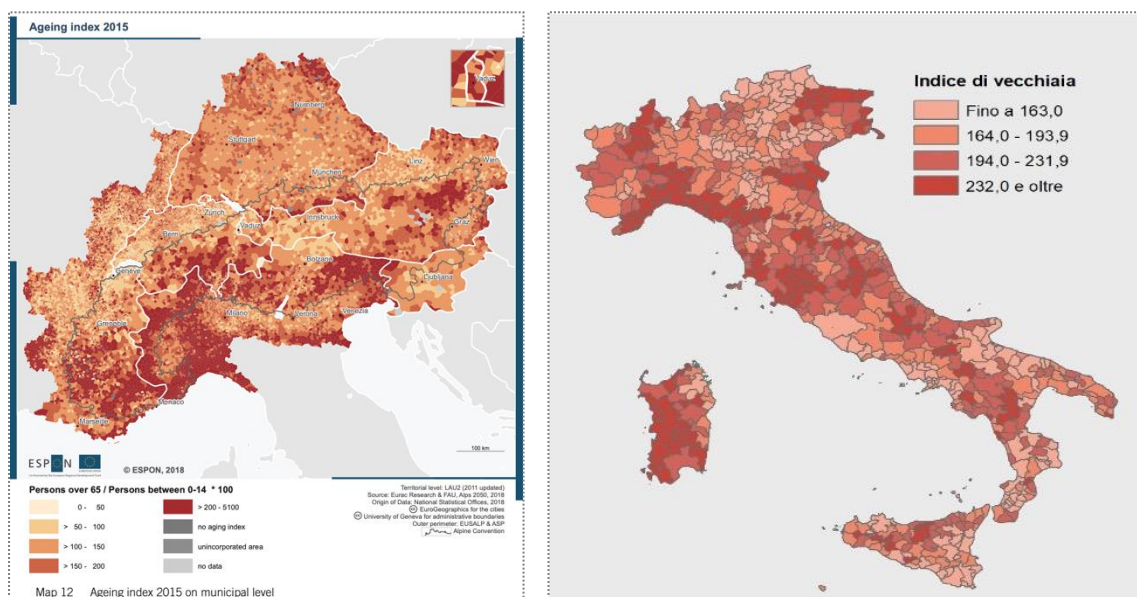 Ageing index 2015
Vaduz
Nürnberg
Stuttgart
Linz
Wien
München
Zürich
Innsbruck
Vaduz
Graz
Bern
Bolzano
Genève
Ljubljana
Milano
Verona
Venezia
Grenoble
Monaco
Marseille
100 km
ESPON
© ESPON, 2018
Persons over 65 / Persons between 0-14 * 100
0 - 50
> 50 - 100
> 100 - 150
> 150 - 200
> 200 - 5100
no aging index
unincorporated area
no data
Territorial level: LAU2 (2011 updated)
Source: Eurac Research & FAU, Alps 2050, 2018
Origin of Data: National Statistical Offices, 2018
EuroGeographics for the cities
University of Geneva for administrative boundaries
Outer perimeter: EUSALP & ASP
Alpine Convention
Map 12 Ageing index 2015 on municipal level
Indice di vecchiaia
Fino a 163,0
164,0 - 193,9
194,0 - 231,9
232,0 e oltre